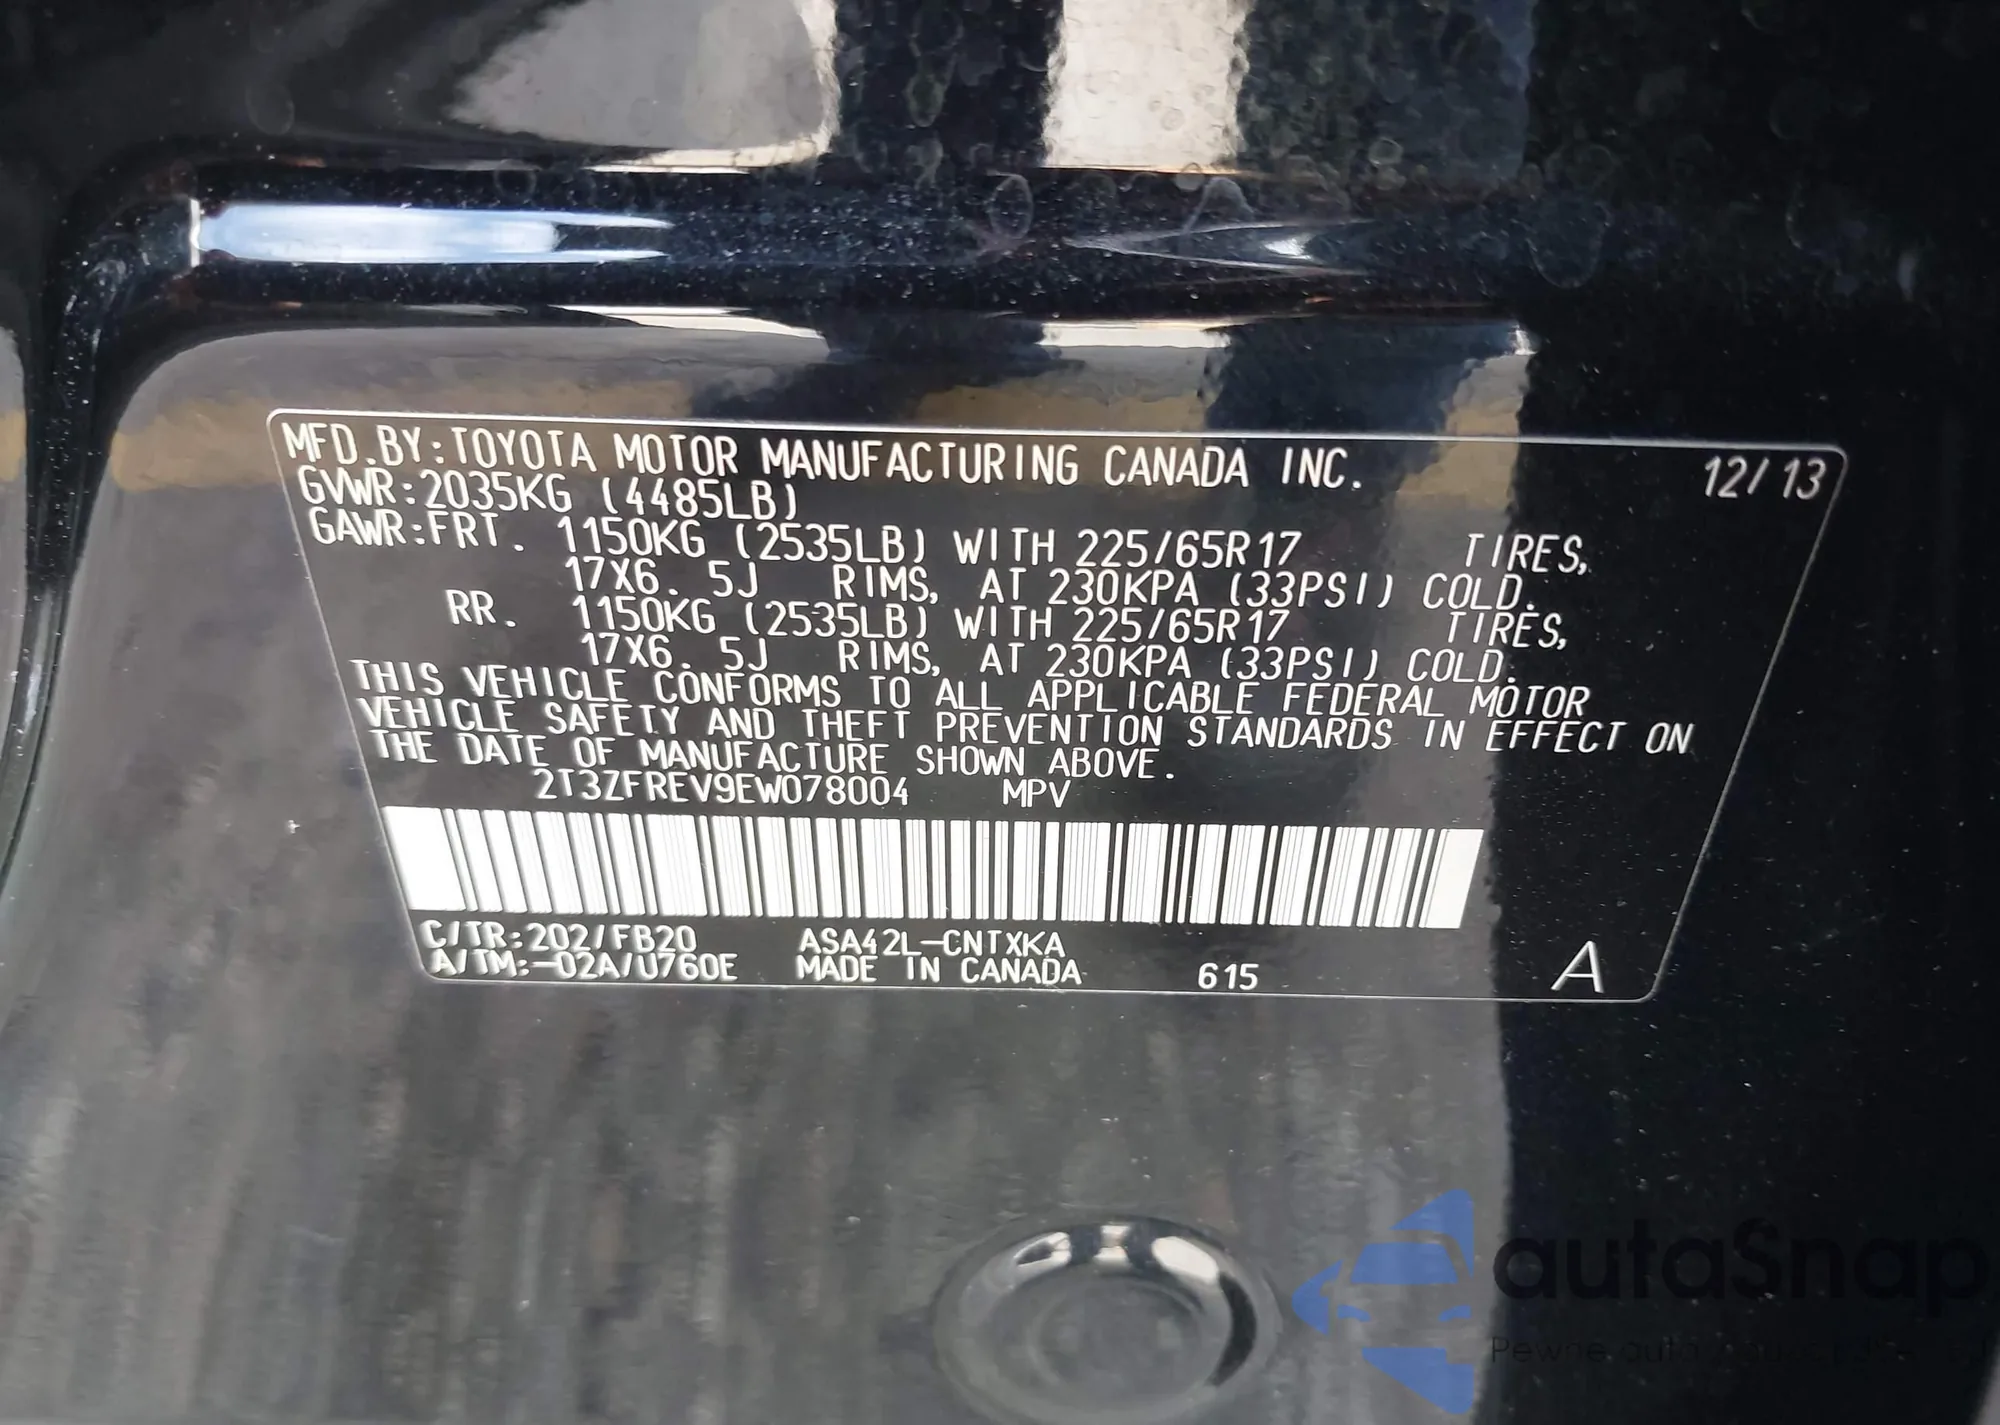 MFD.BY:TOYOTA MOTOR MANUFACTURING CANADA INC. 12/13
GVWR:2035KG (4485LB)
GAWR:FRT. 1150KG (2535LB) WITH 225/65R17 TIRES,
17X6.5J RIMS, AT 230KPA (33PSI) COLD.
RR. 1150KG (2535LB) WITH 225/65R17 TIRES,
17X6.5J RIMS, AT 230KPA (33PSI) COLD.
THIS VEHICLE CONFORMS TO ALL APPLICABLE FEDERAL MOTOR
VEHICLE SAFETY AND THEFT PREVENTION STANDARDS IN EFFECT ON
THE DATE OF MANUFACTURE SHOWN ABOVE.
2T3ZFREV9EW078004 MPV
C/TR:202/FB20 ASA42L-CNTXKA
A/TM:-02A/U760E MADE IN CANADA 615 A
autaSnap
Pewne auto